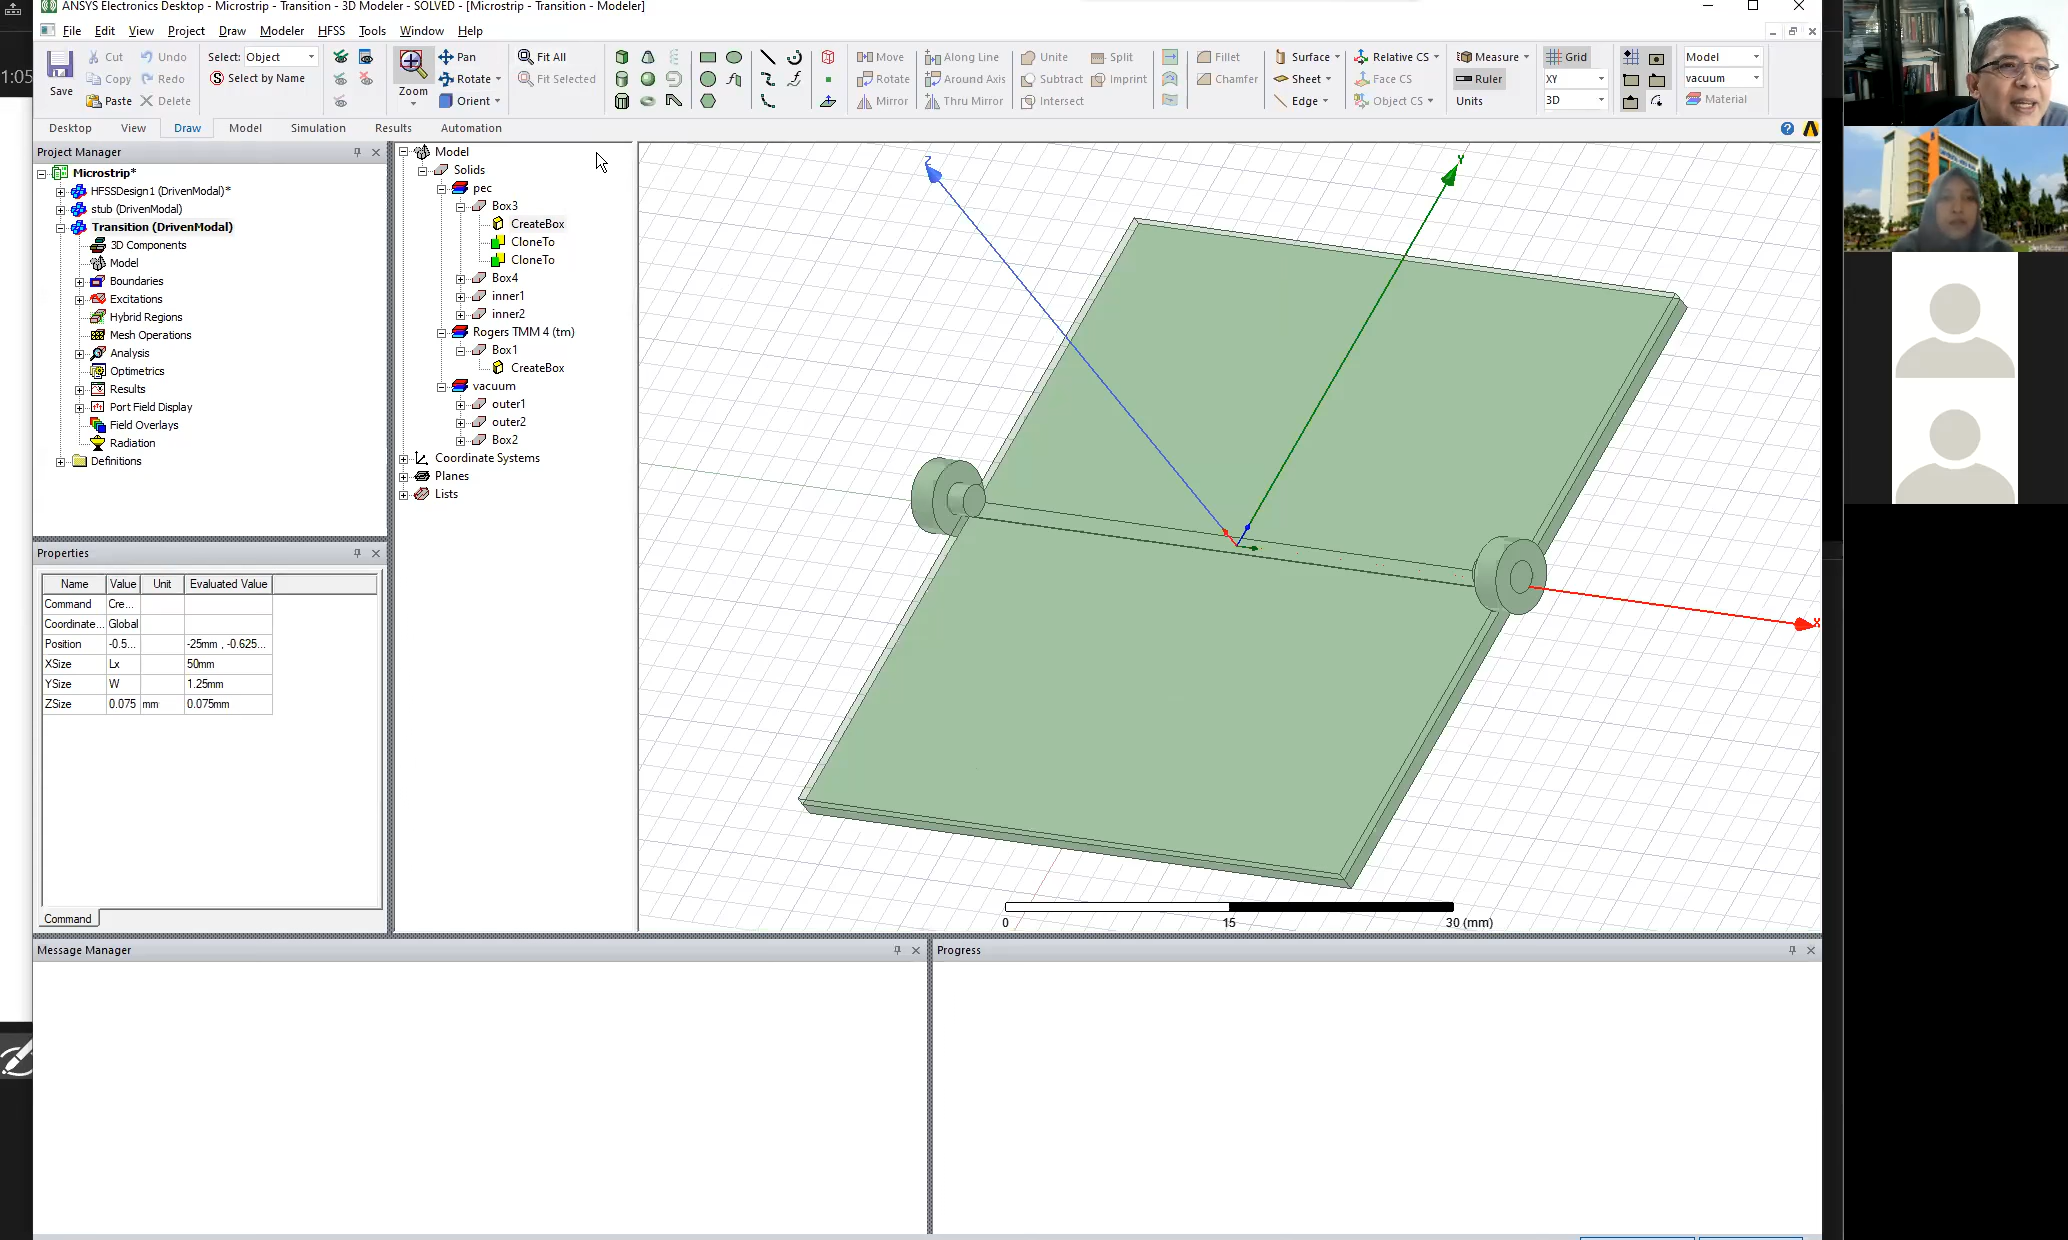 ANSYS Electronics Desktop - Microstrip - Transition - 3D Modeler - SOLVED - [Microstrip - Transition - Modeler]
File Edit View Project Draw Modeler HFSS Tools Window Help
1:05
Save
Cut
Copy
Paste
Undo
Redo
Delete
Select: Object
Select by Name
Zoom
Pan
Rotate
Orient
Fit All
Fit Selected
Move
Rotate
Mirror
Along Line
Around Axis
Thru Mirror
Unite
Subtract
Intersect
Split
Imprint
Fillet
Chamfer
Surface
Sheet
Edge
Relative CS
Face CS
Object CS
Measure
Ruler
Units
Grid
XY
3D
Model
vacuum
Material
Desktop View Draw Model Simulation Results Automation
Project Manager
Microstrip*
HFSSDesign1 (DrivenModal)*
stub (DrivenModal)
Transition (DrivenModal)
3D Components
Model
Boundaries
Excitations
Hybrid Regions
Mesh Operations
Analysis
Optimetrics
Results
Port Field Display
Field Overlays
Radiation
Definitions
Model
Solids
pec
Box3
CreateBox
CloneTo
CloneTo
Box4
inner1
inner2
Rogers TMM 4 (tm)
Box1
CreateBox
vacuum
outer1
outer2
Box2
Coordinate Systems
Planes
Lists
Z
Y
X
0 15 30 (mm)
Properties
Name Value Unit Evaluated Value
Command Cre...
Coordinate... Global
Position -0.5... -25mm , -0.625...
XSize Lx 50mm
YSize W 1.25mm
ZSize 0.075 mm 0.075mm
Command
Message Manager
Progress